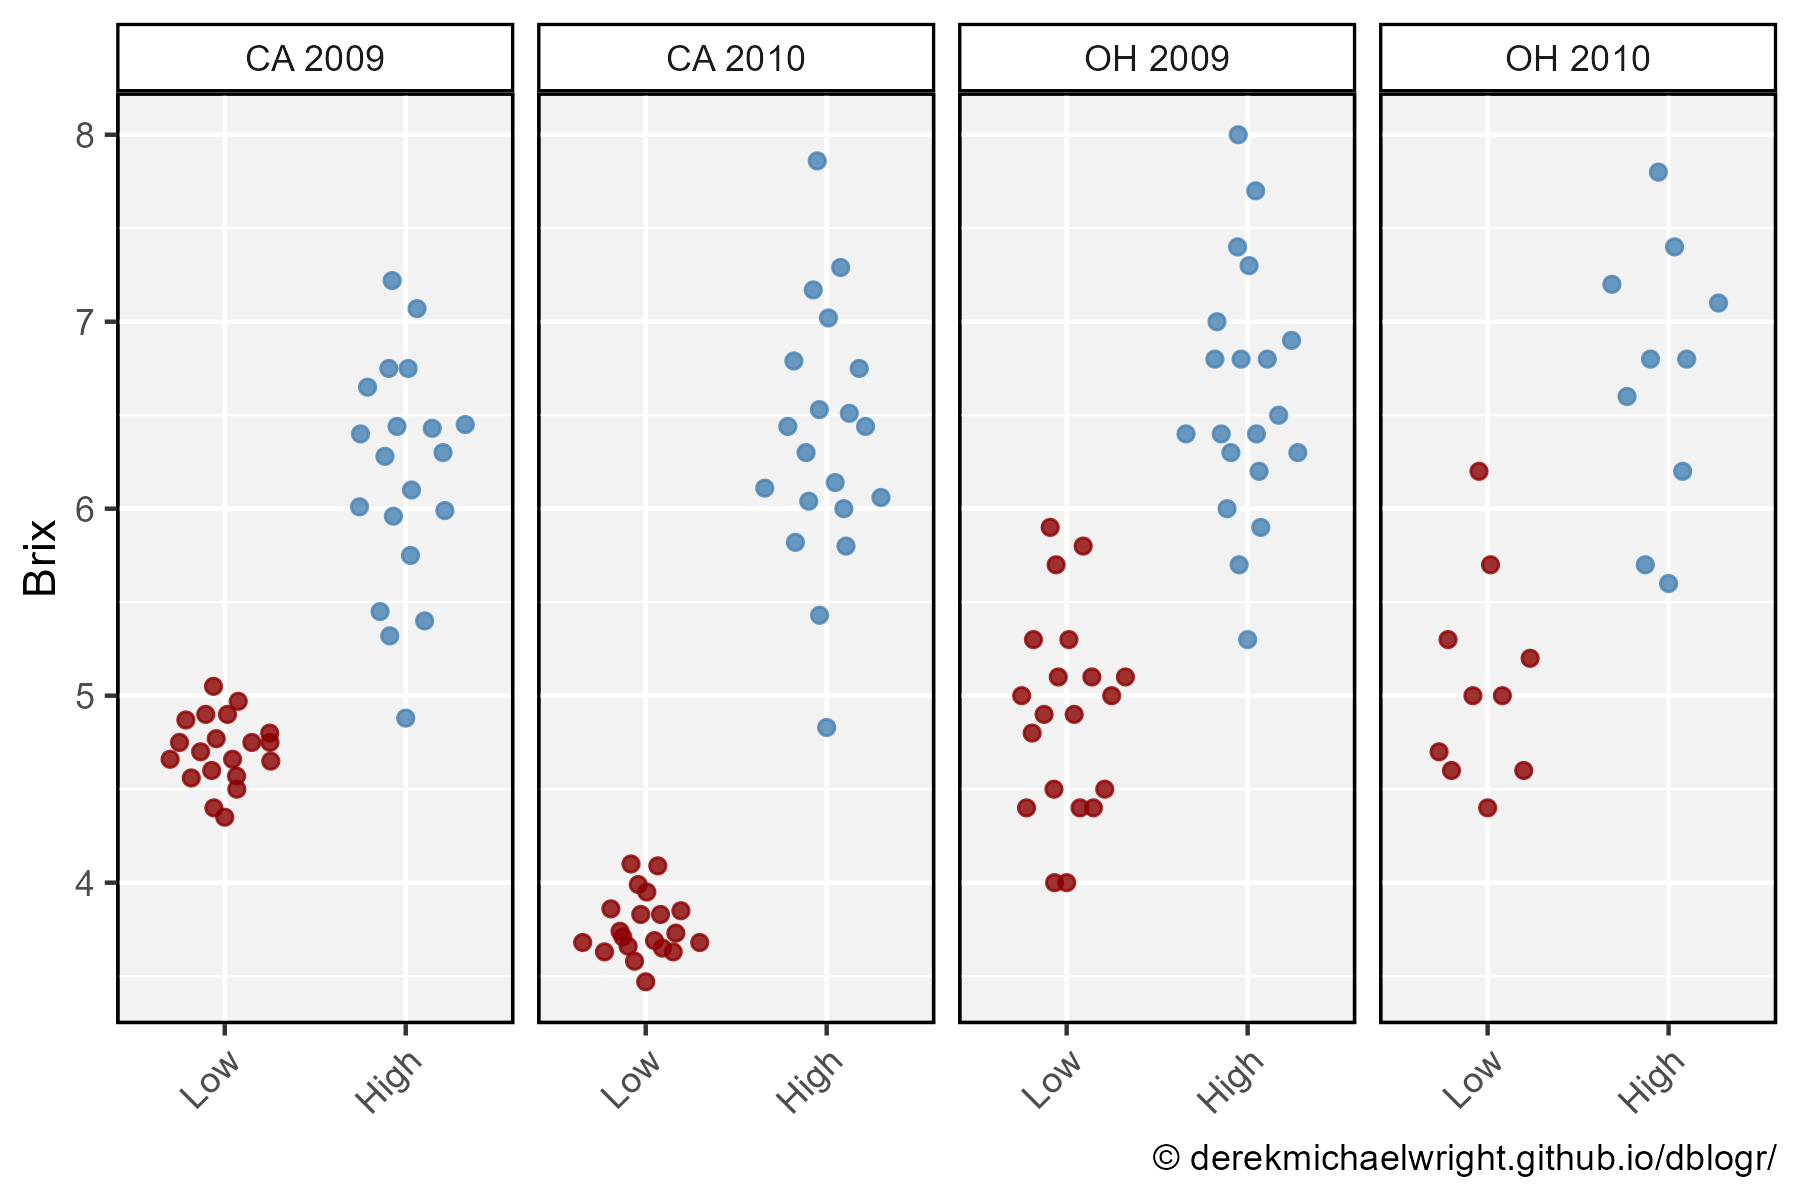 CA 2009 CA 2010 OH 2009 OH 2010
8
7
6
5
4
Brix
Low High Low High Low High Low High
© derekmichaelwright.github.io/dblogr/